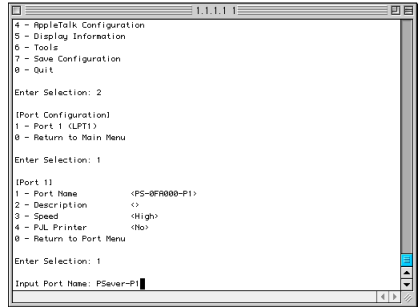 1.1.1.1 1
4 - AppleTalk Configuration
5 - Display Information
6 - Tools
7 - Save Configuration
0 - Quit
Enter Selection: 2
[Port Configuration]
1 - Port 1 (LPT1)
0 - Return to Main Menu
Enter Selection: 1
[Port 1]
1 - Port Name <PS-0FA000-P1>
2 - Description <>
3 - Speed <High>
4 - PJL Printer <No>
0 - Return to Port Menu
Enter Selection: 1
Input Port Name: PSever-P1